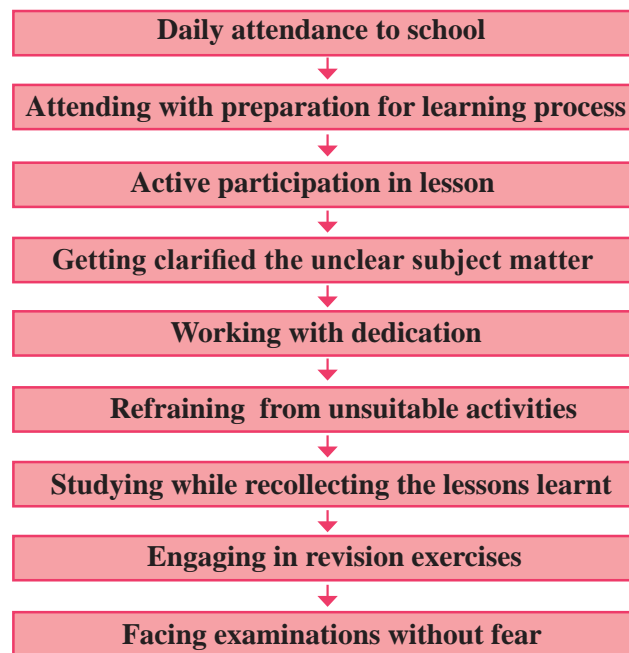 Daily attendance to school
Attending with preparation for learning process
Active participation in lesson
Getting clarified the unclear subject matter
Working with dedication
Refraining from unsuitable activities
Studying while recollecting the lessons learnt
Engaging in revision exercises
Facing examinations without fear